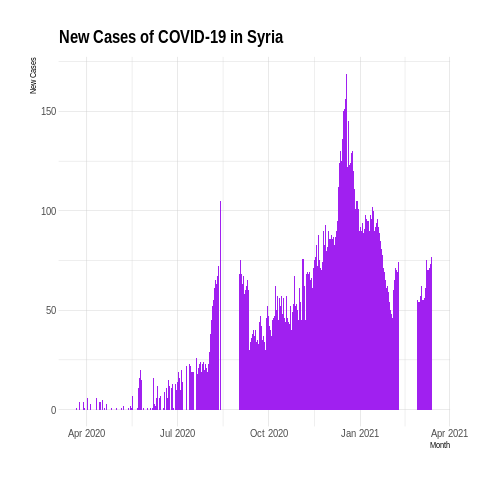 New Cases of COVID-19 in Syria
New Cases
150
100
50
0
Apr 2020
Jul 2020
Oct 2020
Jan 2021
Apr 2021
Month